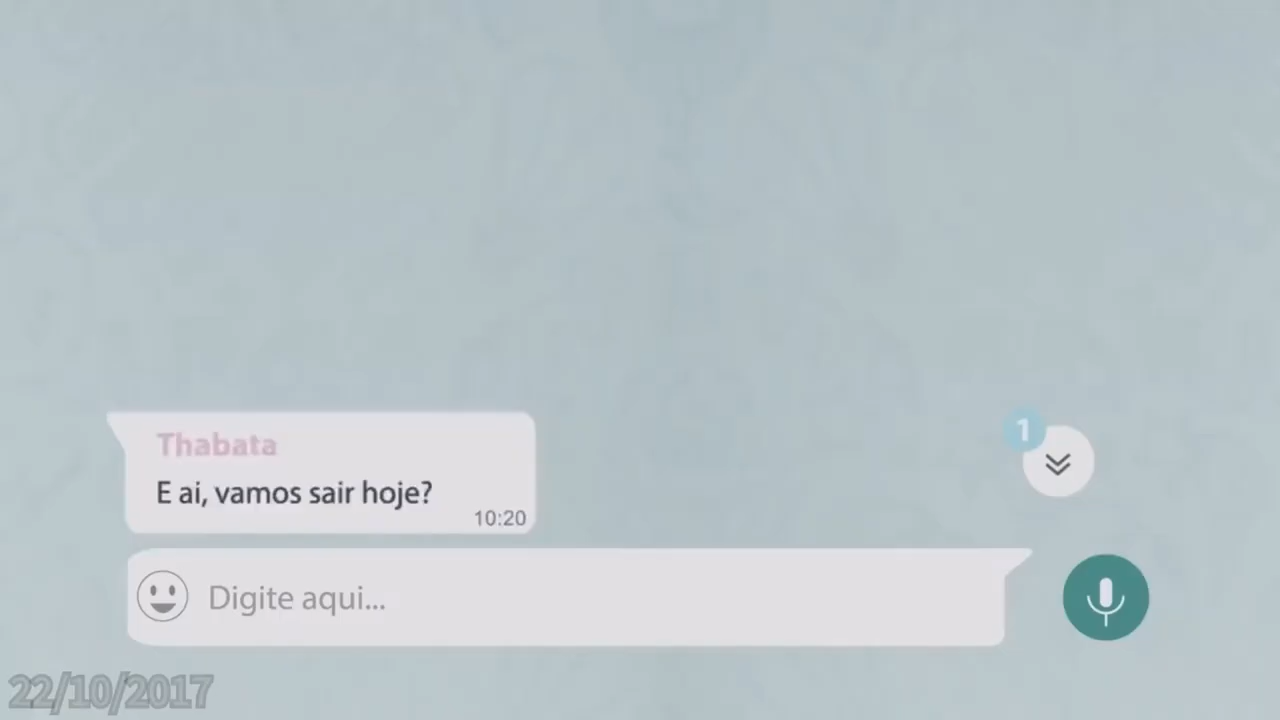 Thabata
E ai, vamos sair hoje?
10:20
1
Digite aqui...
22/10/2017